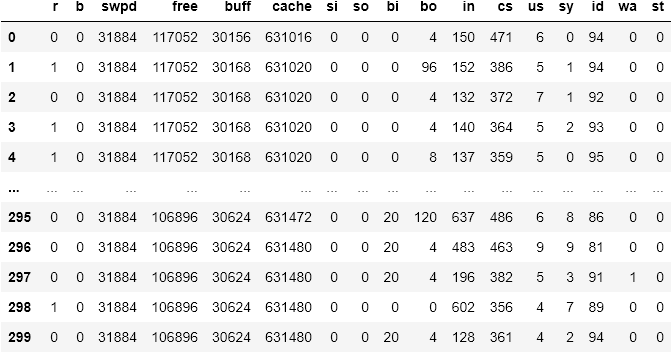 r b swpd free buff cache si so bi bo in cs us sy id wa st
0 0 0 31884 117052 30156 631016 0 0 0 4 150 471 6 0 94 0 0
1 1 0 31884 117052 30168 631020 0 0 0 96 152 386 5 1 94 0 0
2 0 0 31884 117052 30168 631020 0 0 0 4 132 372 7 1 92 0 0
3 1 0 31884 117052 30168 631020 0 0 0 4 140 364 5 2 93 0 0
4 1 0 31884 117052 30168 631020 0 0 0 8 137 359 5 0 95 0 0
... ... ... ... ... ... ... ... ... ... ... ... ... ... ... ... ... ...
295 0 0 31884 106896 30624 631472 0 0 20 120 637 486 6 8 86 0 0
296 0 0 31884 106896 30624 631480 0 0 20 4 483 463 9 9 81 0 0
297 0 0 31884 106896 30624 631480 0 0 20 4 196 382 5 3 91 1 0
298 1 0 31884 106896 30624 631480 0 0 0 0 602 356 4 7 89 0 0
299 0 0 31884 106896 30624 631480 0 0 20 4 128 361 4 2 94 0 0